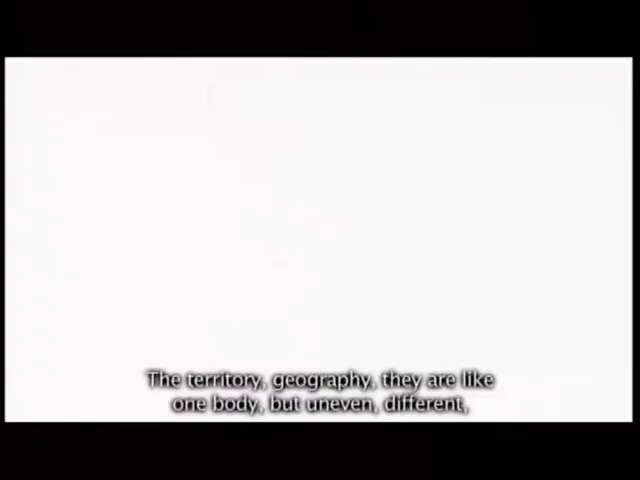 The territory, geography, they are like
one body, but uneven, different,